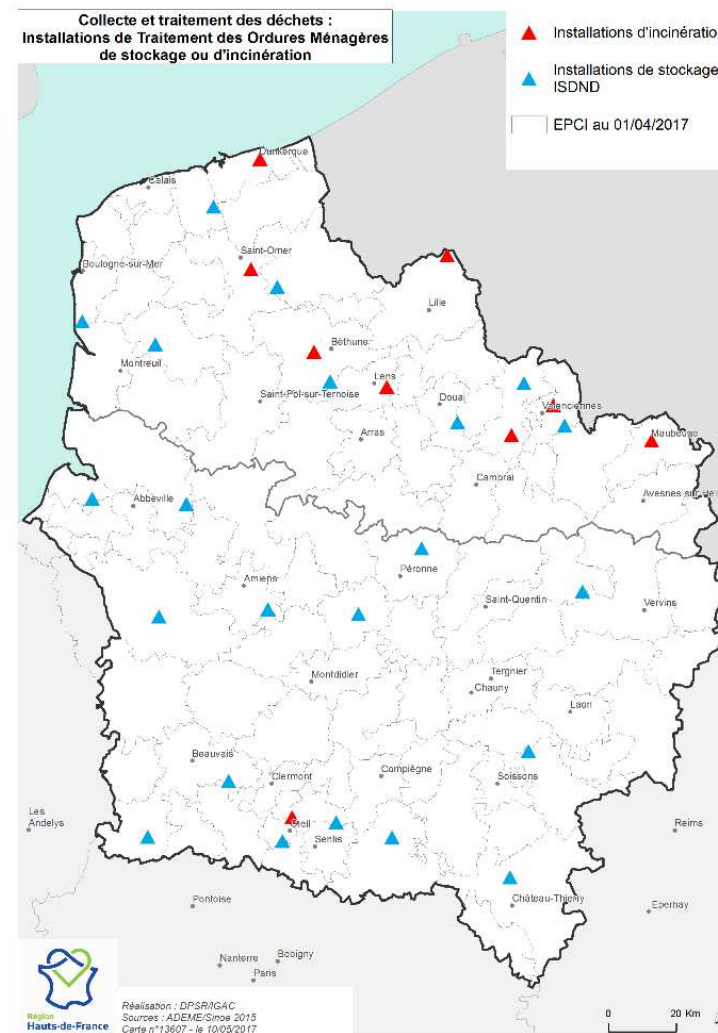 Collecte et traitement des déchets :
Installations de Traitement des Ordures Ménagères
de stockage ou d'incinération
Installations d'incinératio
Installations de stockage
ISDND
EPCI au 01/04/2017
Dunkerque
Calais
Saint-Omer
Boulogne-sur-Mer
Lille
Béthune
Montreuil
Lens
Saint-Pol-sur-Ternoise
Douai
Valenciennes
Arras
Maubeuge
Cambrai
Avesnes-sur-He
Abbeville
Péronne
Amiens
Saint-Quentin
Vervins
Montdidier
Tergnier
Chauny
Laon
Beauvais
Clermont
Compiègne
Soissons
Les
Andelys
Creil
Senlis
Reims
Château-Thierry
Pontoise
Epernay
Nanterre
Bobigny
Paris
Région
Hauts-de-France
Réalisation : DPSR/IGAC
Sources : ADEME/Sinoe 2015
Carte n°13607 - le 10/05/2017
0 20 Km